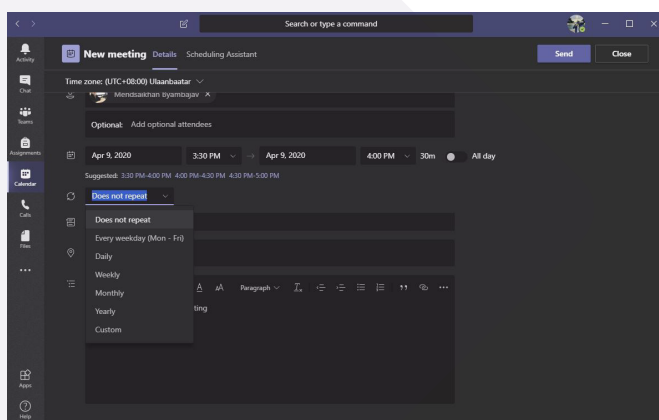 Search or type a command
Activity
Chat
Teams
Assignments
Calendar
Calls
Files
Apps
Help
New meeting Details Scheduling Assistant
Send Close
Time zone: (UTC+08:00) Ulaanbaatar
Mendsaikhan Byambajav
Optional: Add optional attendees
Apr 9, 2020 3:30 PM → Apr 9, 2020 4:00 PM 30m All day
Suggested: 3:30 PM-4:00 PM 4:00 PM-4:30 PM 4:30 PM-5:00 PM
Does not repeat
Does not repeat
Every weekday (Mon - Fri)
Daily
Weekly
Monthly
Yearly
Custom
A AA Paragraph
ting